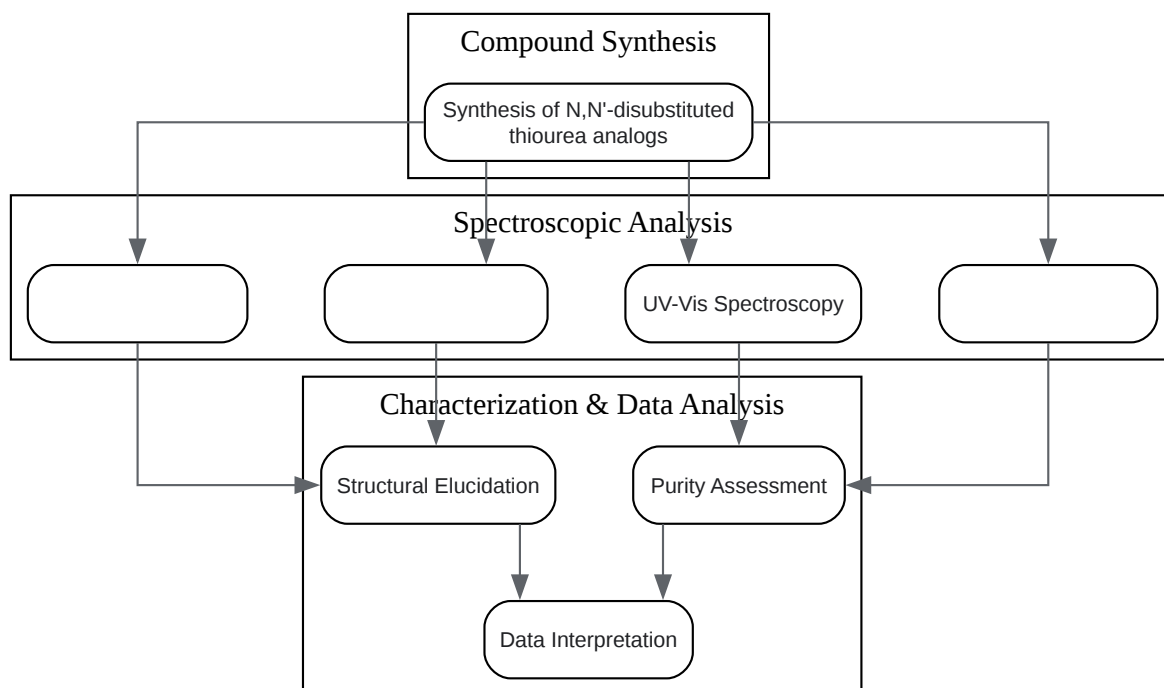 Compound Synthesis
Synthesis of N,N'-disubstituted
thiourea analogs
Spectroscopic Analysis
UV-Vis Spectroscopy
Characterization & Data Analysis
Structural Elucidation
Purity Assessment
Data Interpretation